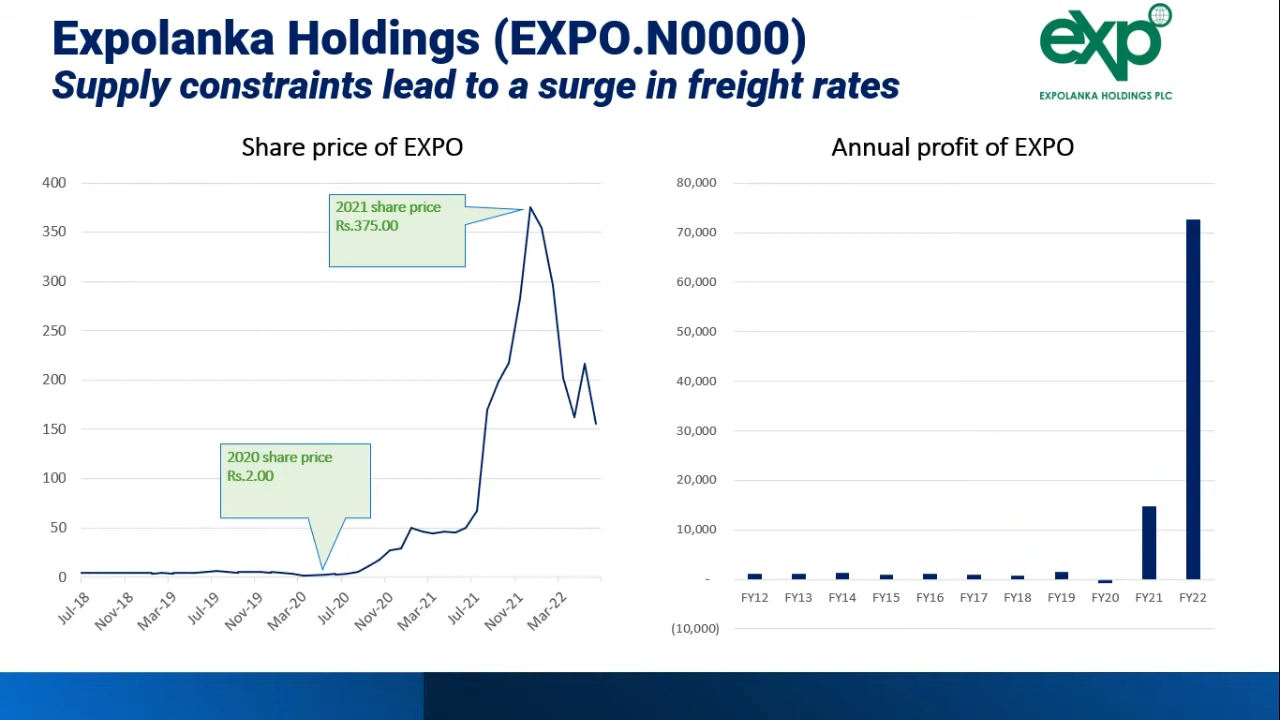 Expolanka Holdings (EXPO.N0000)
Supply constraints lead to a surge in freight rates
exp
EXPOLANKA HOLDINGS PLC
Share price of EXPO
400
350
300
250
200
150
100
50
0
2021 share price
Rs.375.00
2020 share price
Rs.2.00
Jul-18
Nov-18
Mar-19
Jul-19
Nov-19
Mar-20
Jul-20
Nov-20
Mar-21
Jul-21
Nov-21
Mar-22
Annual profit of EXPO
80,000
70,000
60,000
50,000
40,000
30,000
20,000
10,000
-
(10,000)
FY12 FY13 FY14 FY15 FY16 FY17 FY18 FY19 FY20 FY21 FY22